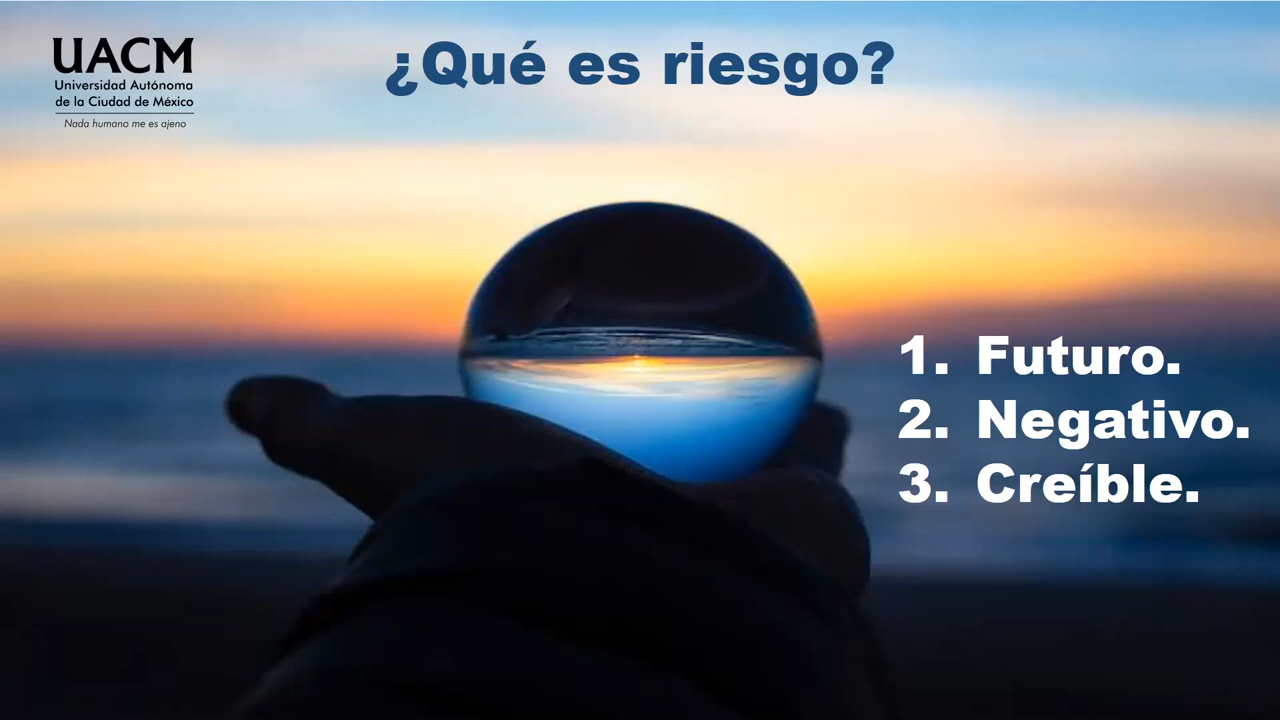 UACM
Universidad Autónoma
de la Ciudad de México
Nada humano me es ajeno
¿Qué es riesgo?
1. Futuro.
2. Negativo.
3. Creíble.